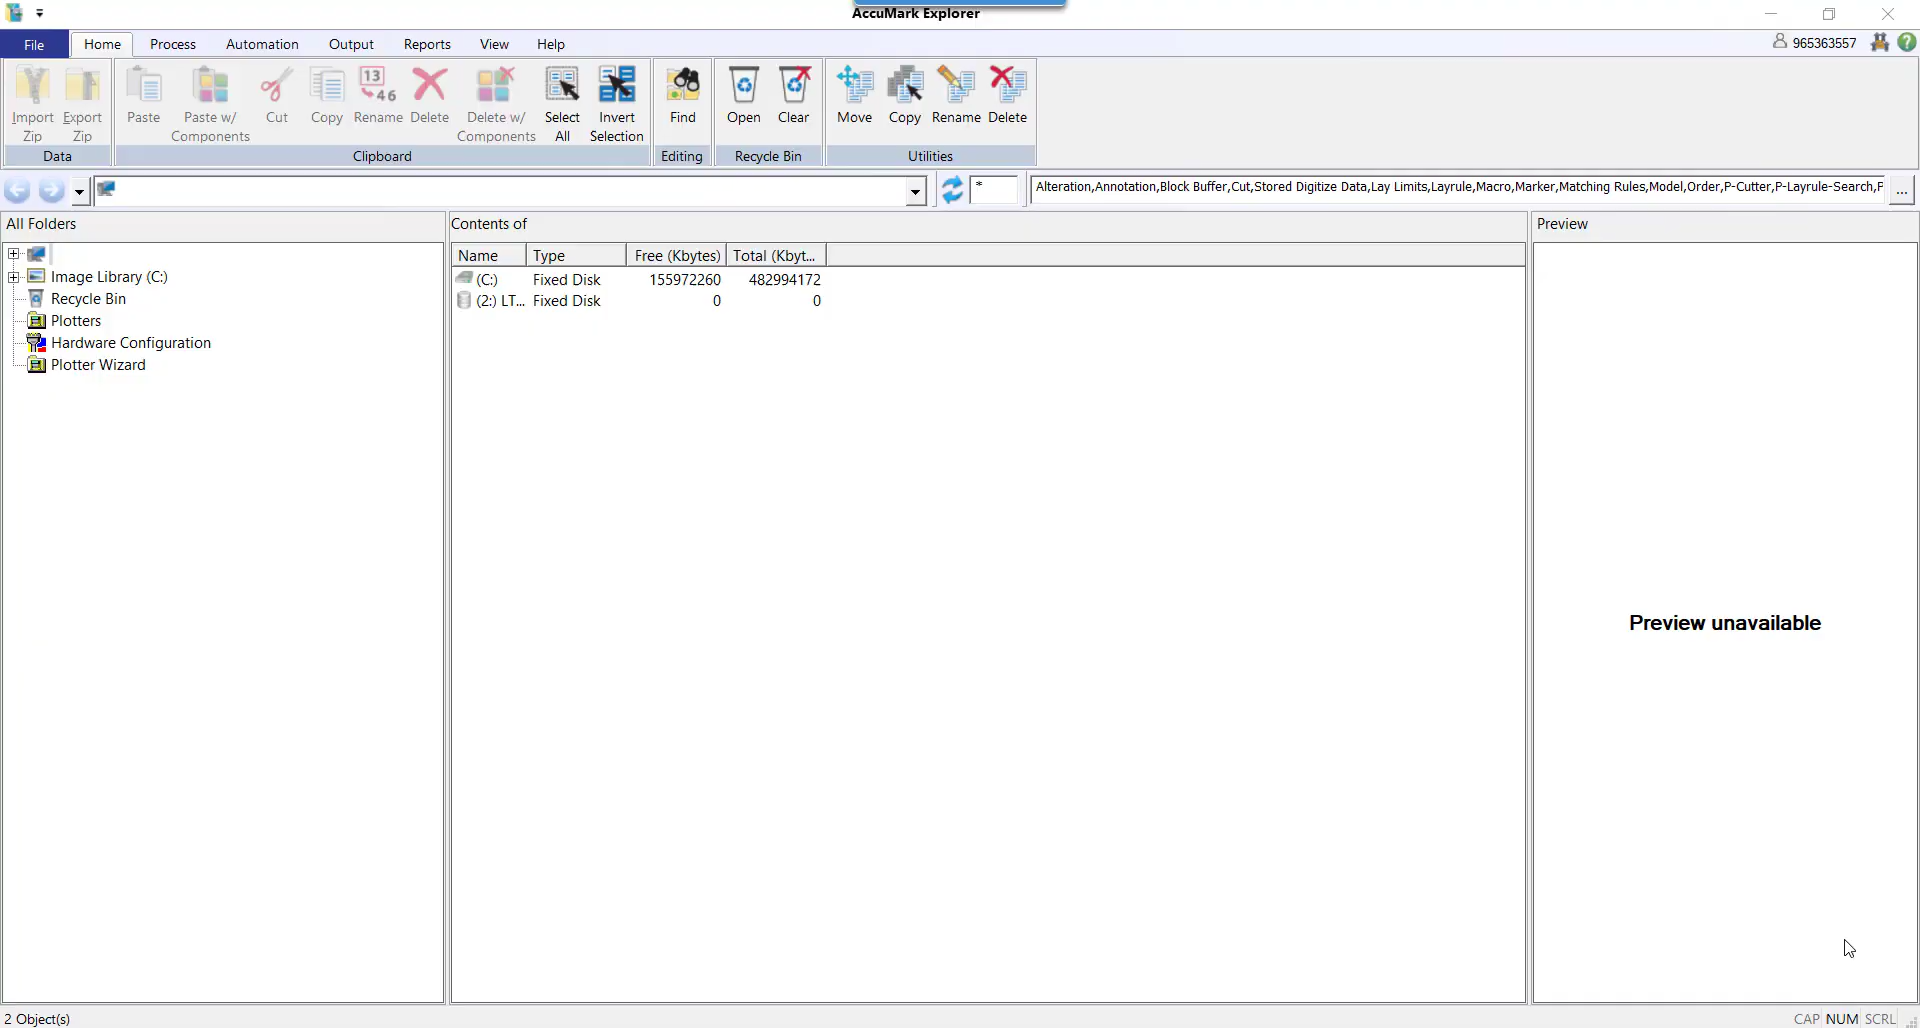 AccuMark Explorer
File Home Process Automation Output Reports View Help 965363557
Import Zip Export Zip Paste Paste w/ Components Cut Copy Rename Delete Delete w/ Components Select All Invert Selection Find Open Clear Move Copy Rename Delete
13
46
Data Clipboard Editing Recycle Bin Utilities
* Alteration,Annotation,Block Buffer,Cut,Stored Digitize Data,Lay Limits,Layrule,Macro,Marker,Matching Rules,Model,Order,P-Cutter,P-Layrule-Search,P ...
All Folders
Image Library (C:)
Recycle Bin
Plotters
Hardware Configuration
Plotter Wizard
Contents of
Name Type Free (Kbytes) Total (Kbyt...
(C:) Fixed Disk 155972260 482994172
(2:) LT... Fixed Disk 0 0
Preview
Preview unavailable
2 Object(s) CAP NUM SCRL